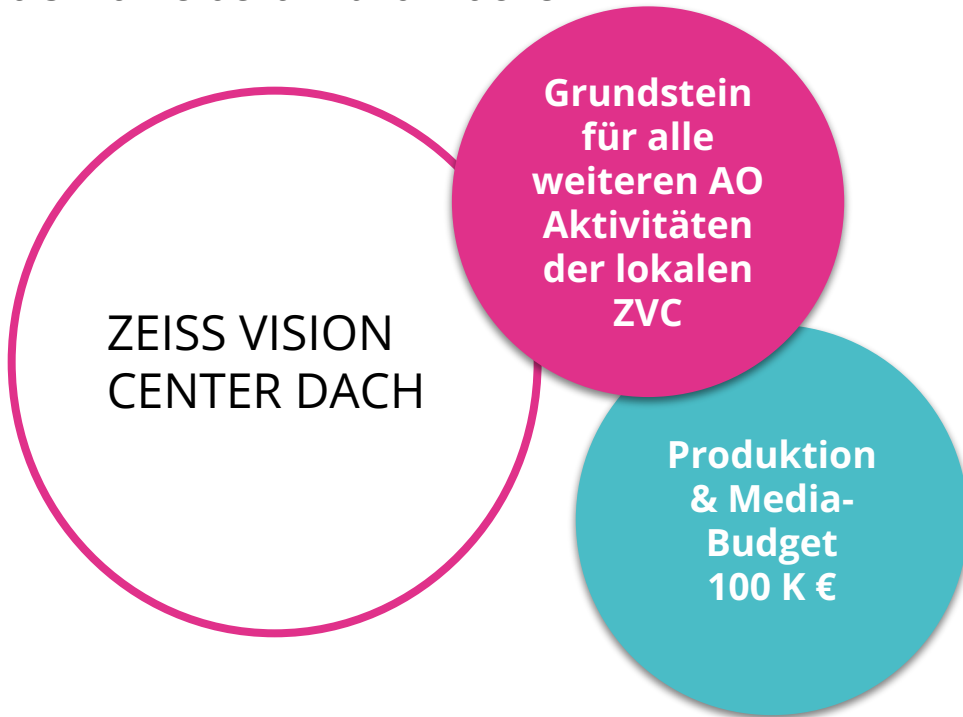 Grundstein
für alle
weiteren AO
Aktivitäten
der lokalen
ZVC
ZEISS VISION
CENTER DACH
Produktion
& Media-
Budget
100 K €